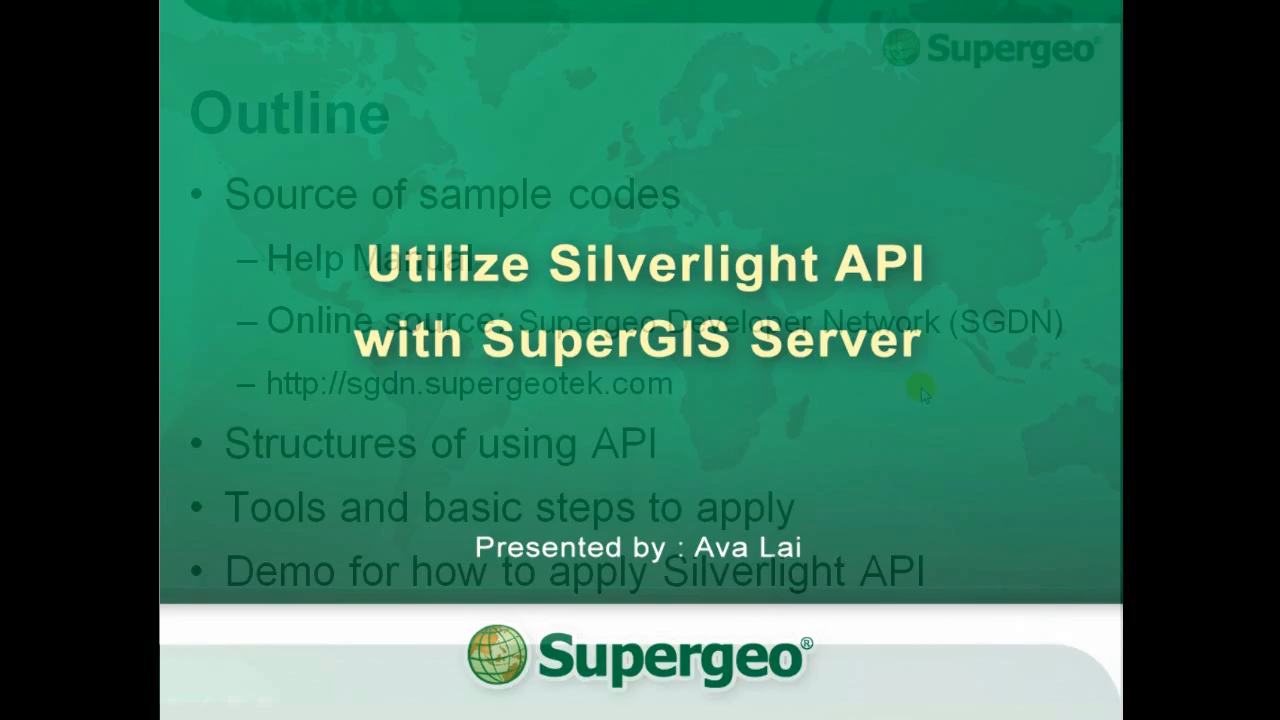 Supergeo
Outline
• Source of sample codes
– Help Manual
Utilize Silverlight API
– Online source: Supergeo Developer Network (SGDN)
with SuperGIS Server
– http://sgdn.supergeotek.com
• Structures of using API
• Tools and basic steps to apply
Presented by : Ava Lai
• Demo for how to apply Silverlight API
Supergeo®